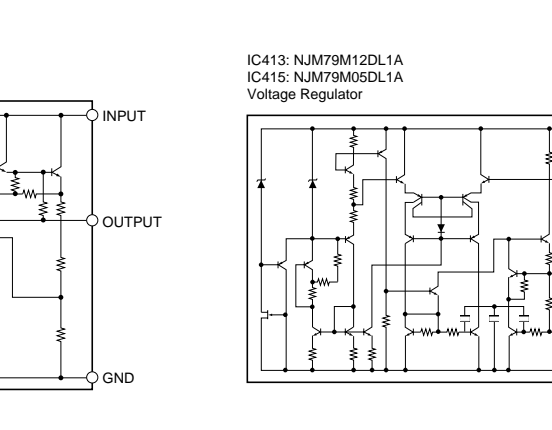 IC413: NJM79M12DL1A
IC415: NJM79M05DL1A
Voltage Regulator
INPUT
OUTPUT
GND